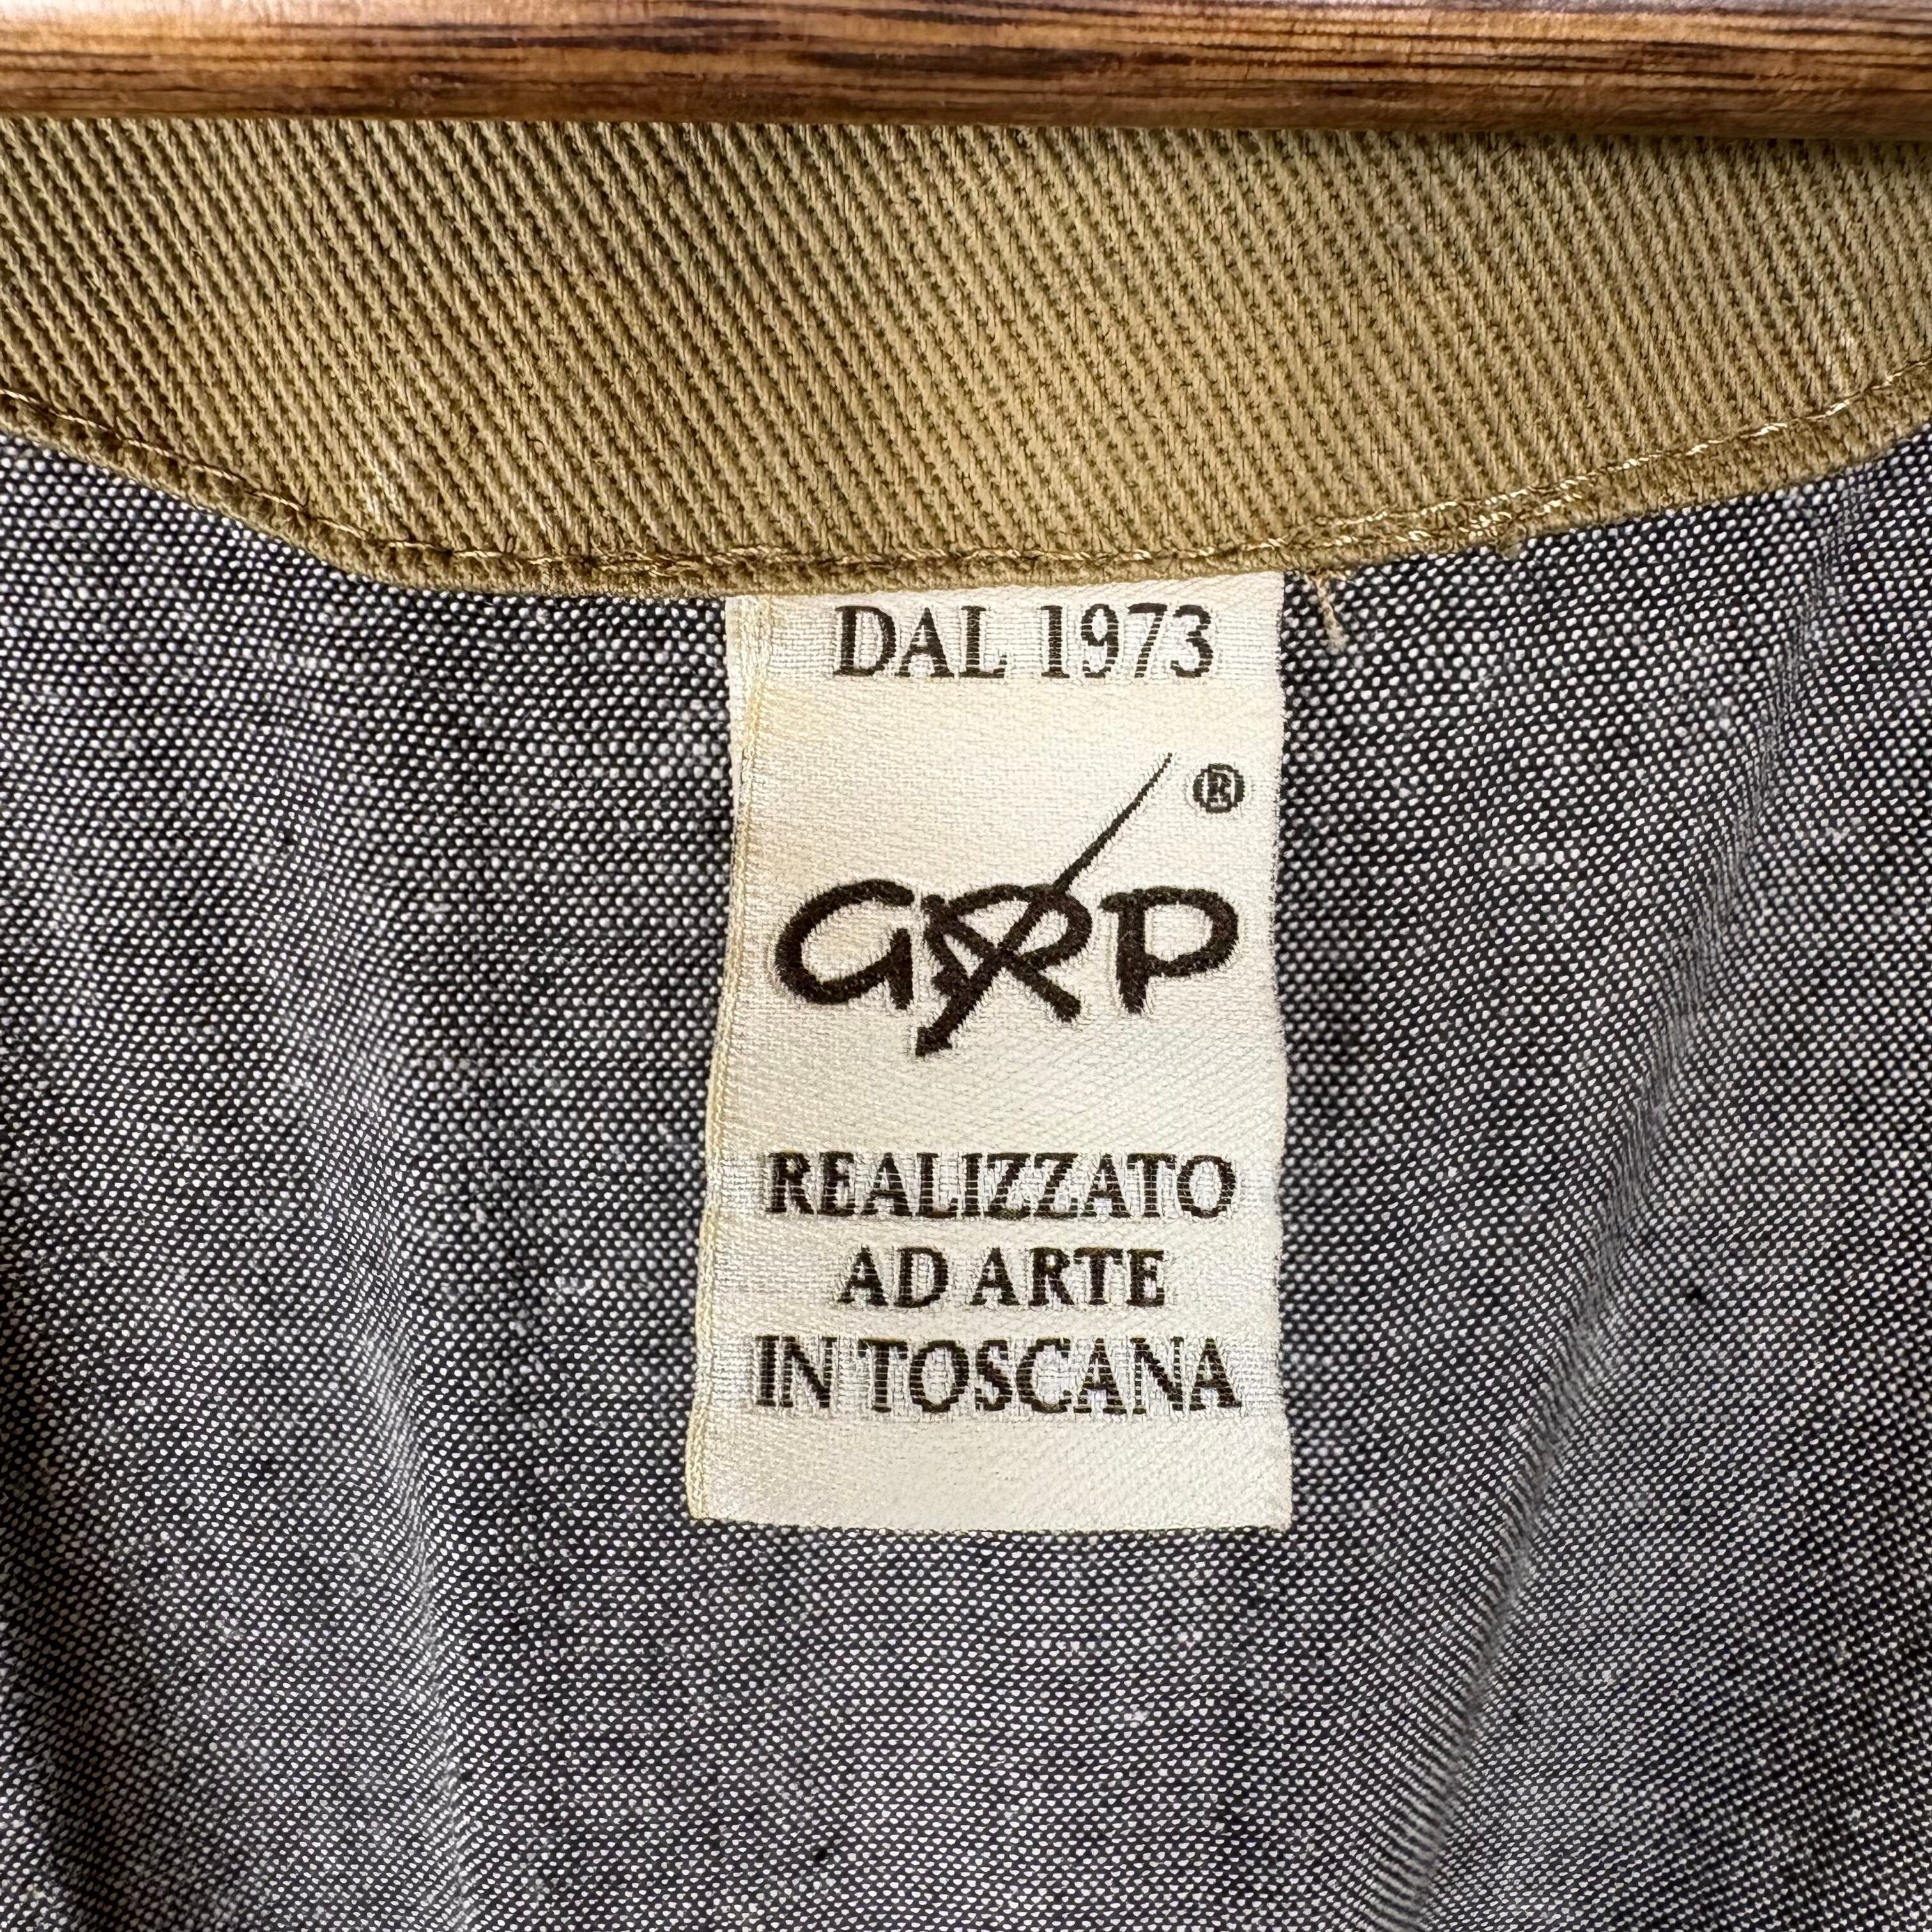 DAL 1973
®
GRP
REALIZZATO
AD ARTE
IN TOSCANA